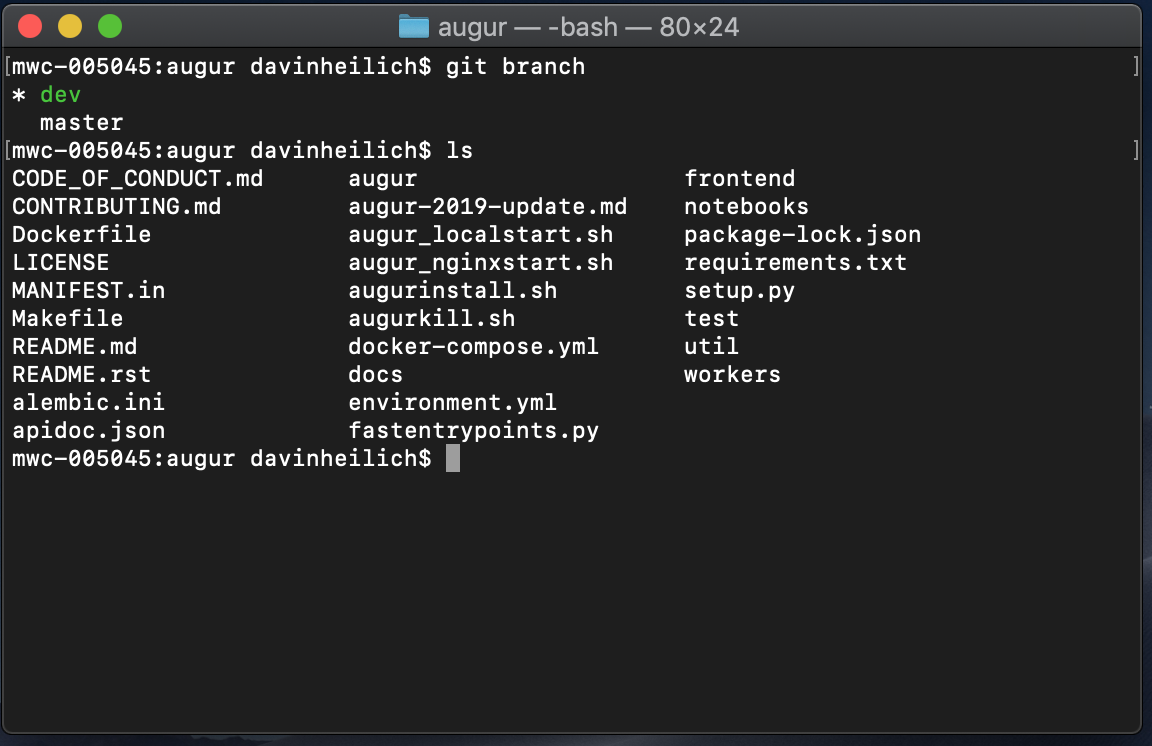 augur — -bash — 80×24
[mwc-005045:augur davinheilich$ git branch ]
* dev
  master
[mwc-005045:augur davinheilich$ ls ]
CODE_OF_CONDUCT.md      augur                   frontend
CONTRIBUTING.md         augur-2019-update.md    notebooks
Dockerfile              augur_localstart.sh     package-lock.json
LICENSE                 augur_nginxstart.sh     requirements.txt
MANIFEST.in             augurinstall.sh         setup.py
Makefile                augurkill.sh            test
README.md               docker-compose.yml      util
README.rst              docs                    workers
alembic.ini             environment.yml
apidoc.json             fastentrypoints.py
mwc-005045:augur davinheilich$